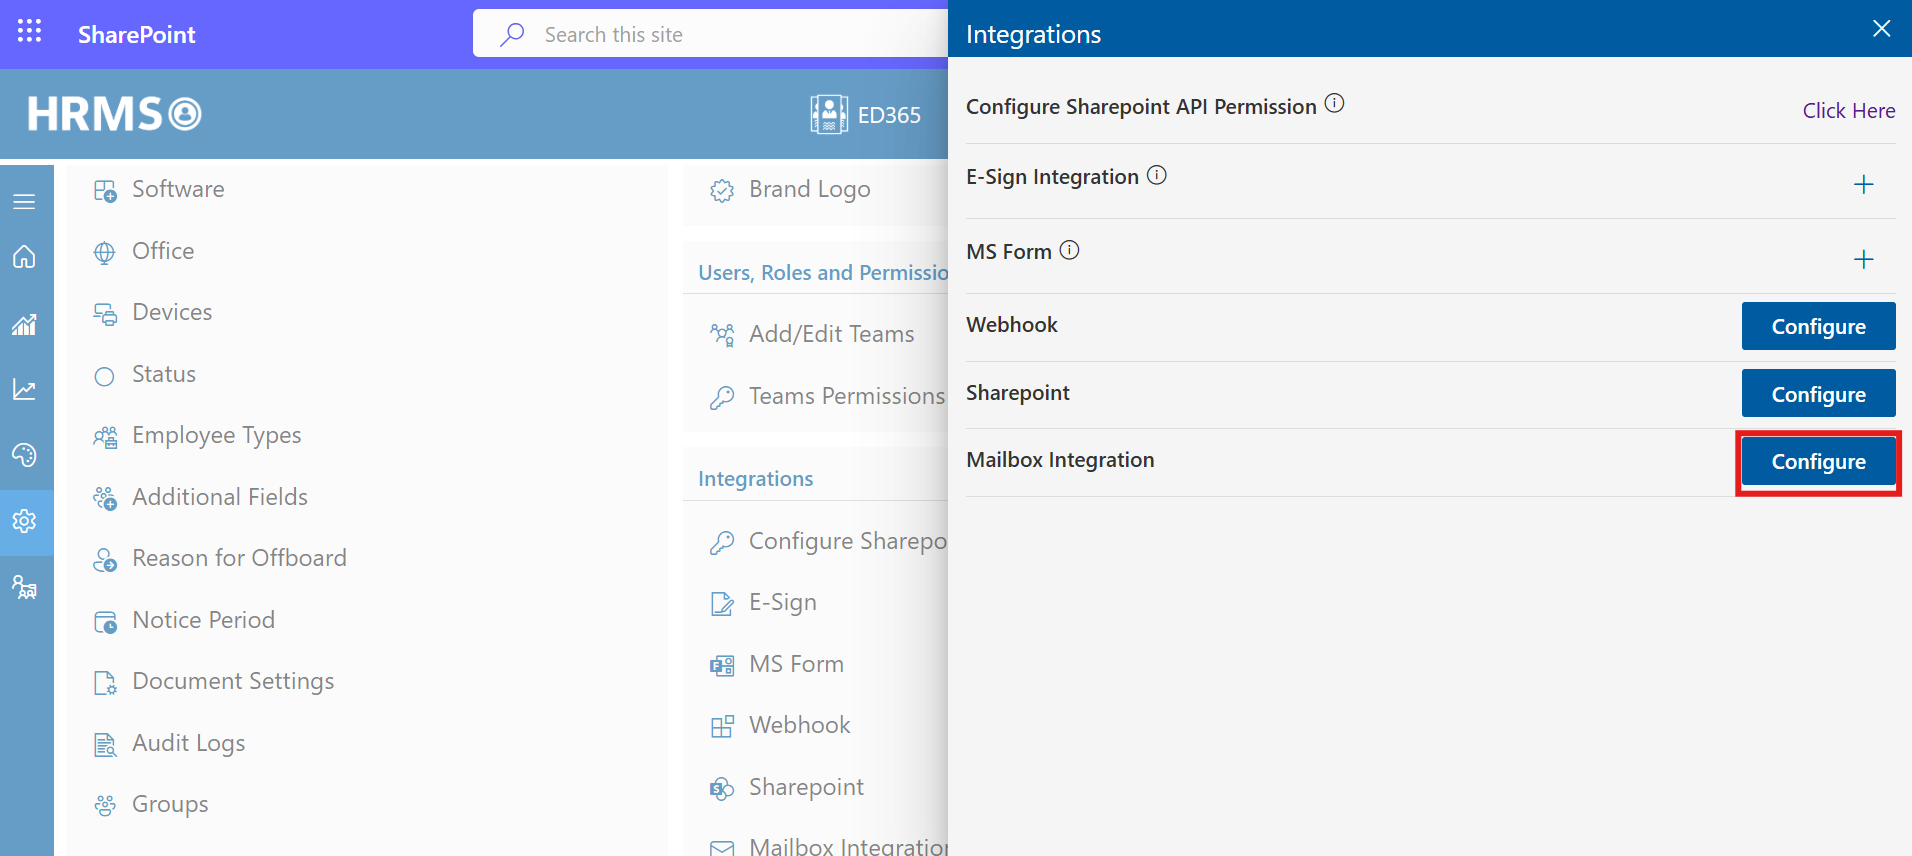 SharePoint
Search this site
HRMS
ED365
Software
Office
Devices
Status
Employee Types
Additional Fields
Reason for Offboard
Notice Period
Document Settings
Audit Logs
Groups
Brand Logo
Users, Roles and Permissio
Add/Edit Teams
Teams Permissions
Integrations
Configure Sharepo
E-Sign
MS Form
Webhook
Sharepoint
Mailbox Integration
Integrations
Configure Sharepoint API Permission
Click Here
E-Sign Integration
MS Form
Webhook
Configure
Sharepoint
Configure
Mailbox Integration
Configure